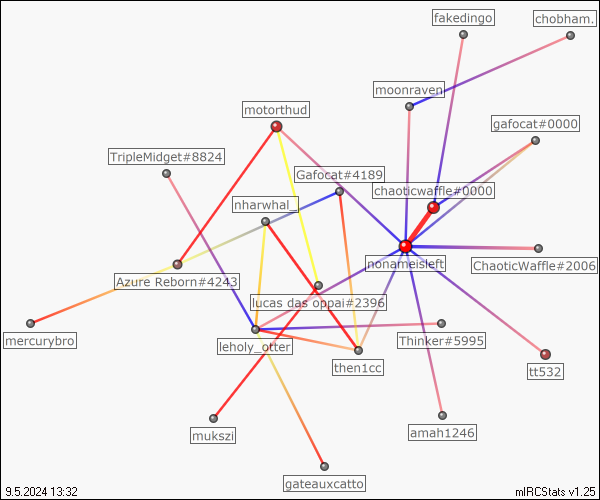 fakedingo
chobham.
moonraven
motorthud
gafocat#0000
TripleMidget#8824
Gafocat#4189
chaoticwaffle#0000
nharwhal_
nonameisleft
ChaoticWaffle#2006
Azure Reborn#4243
lucas das oppai#2396
mercurybro
leholy_otter
Thinker#5995
then1cc
tt532
mukszi
amah1246
gateauxcatto
9.5.2024 13:32
mIRCStats v1.25